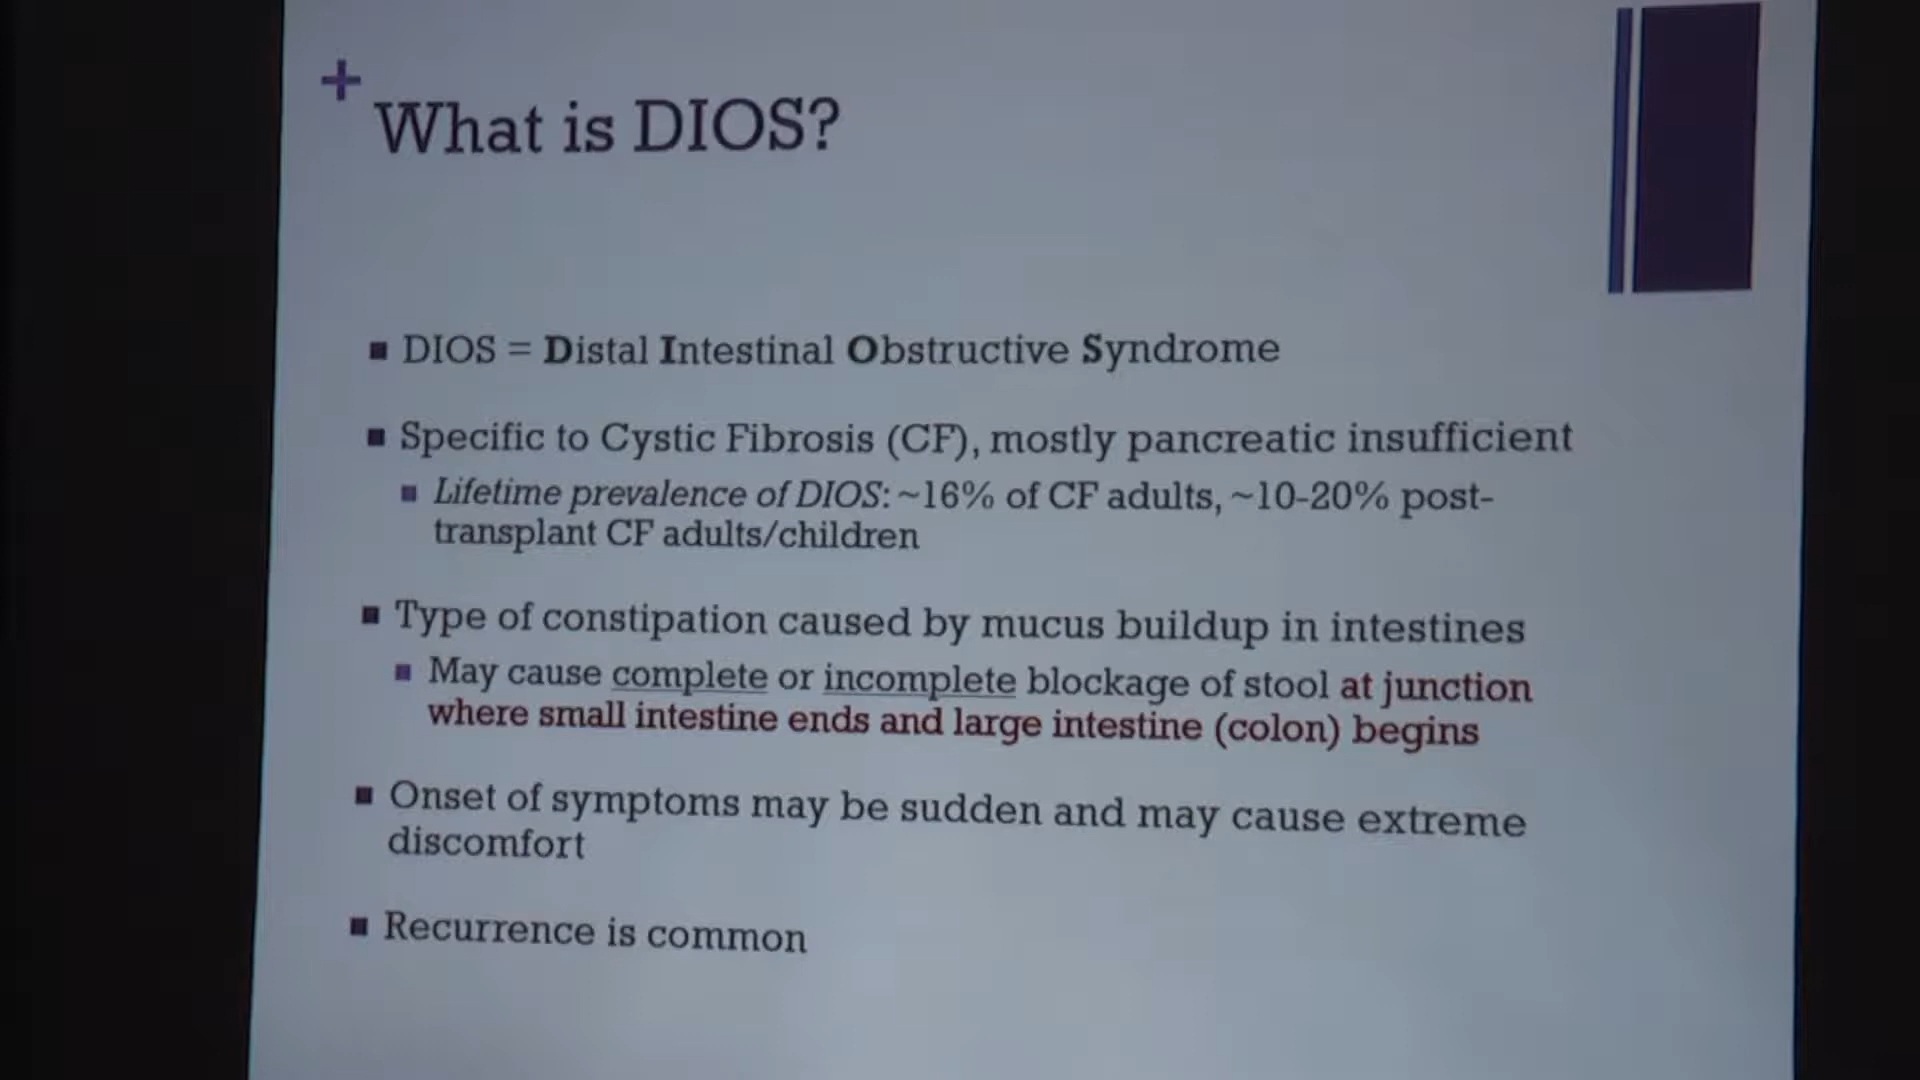 +
What is DIOS?
■ DIOS = Distal Intestinal Obstructive Syndrome
■ Specific to Cystic Fibrosis (CF), mostly pancreatic insufficient
■ Lifetime prevalence of DIOS: ~16% of CF adults, ~10-20% post-
transplant CF adults/children
■ Type of constipation caused by mucus buildup in intestines
■ May cause complete or incomplete blockage of stool at junction
where small intestine ends and large intestine (colon) begins
■ Onset of symptoms may be sudden and may cause extreme
discomfort
■ Recurrence is common